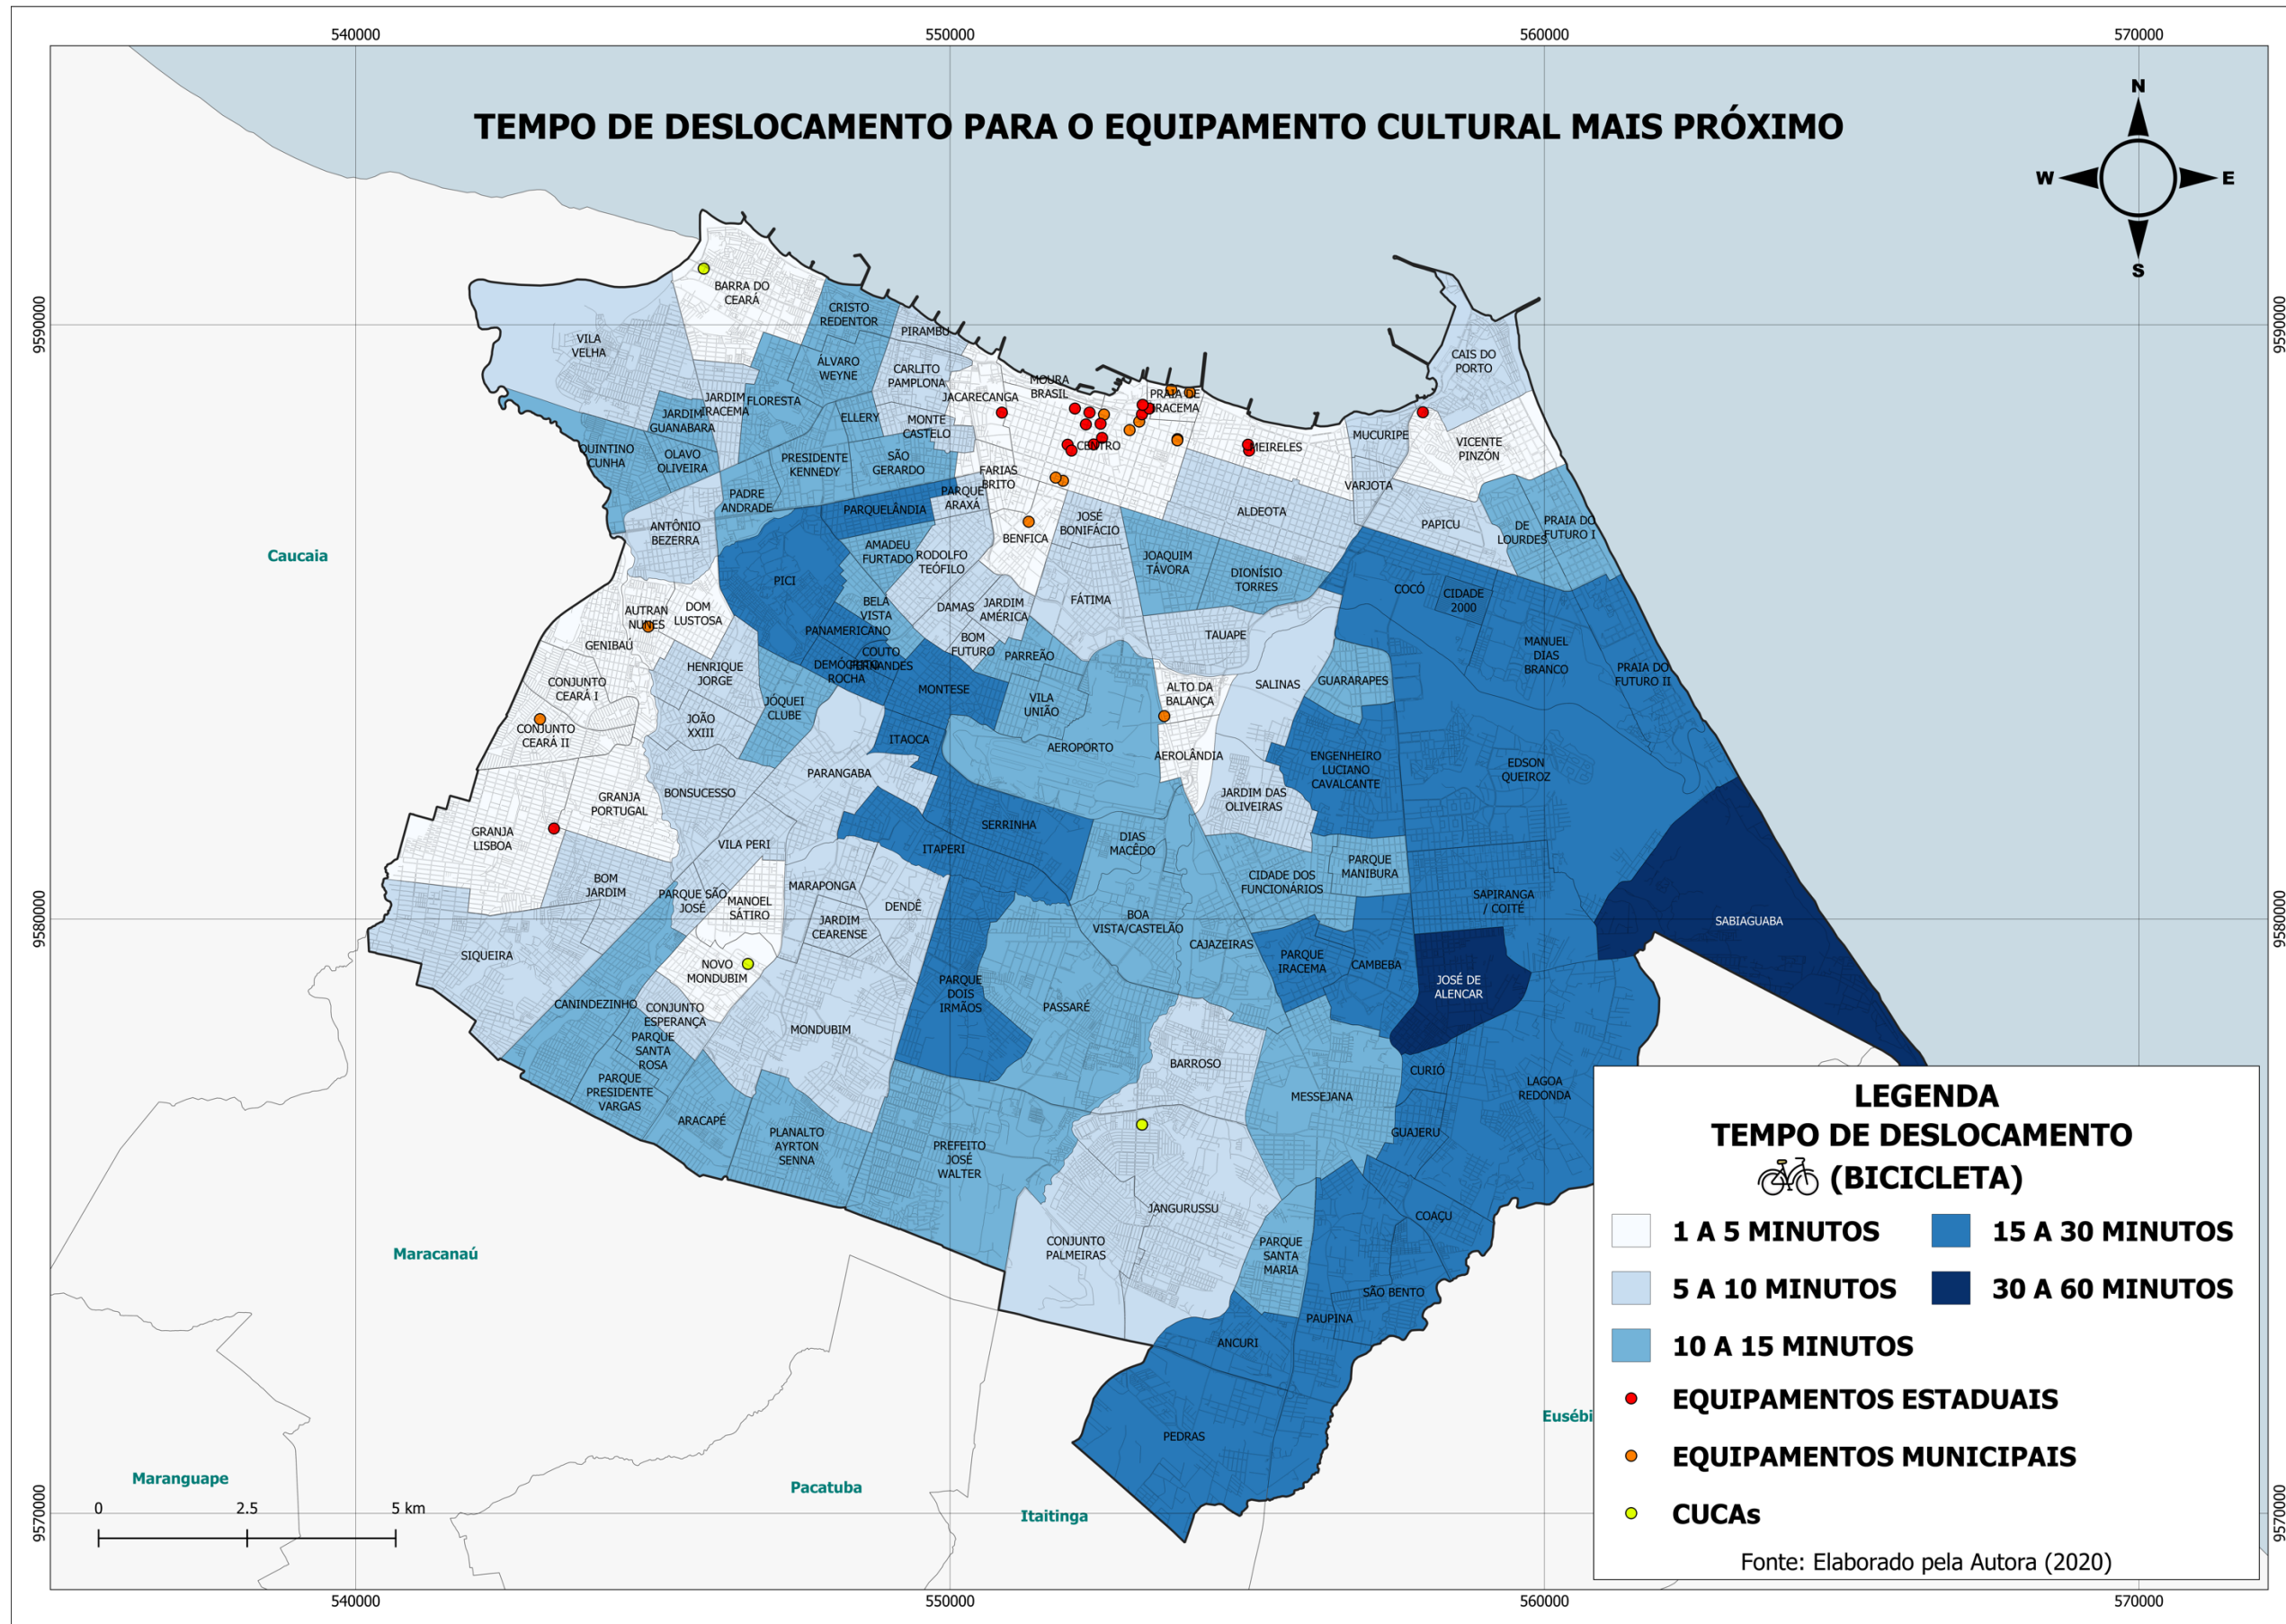 540000
550000
560000
570000
TEMPO DE DESLOCAMENTO PARA O EQUIPAMENTO CULTURAL MAIS PRÓXIMO
N
W
E
S
9590000
9590000
BARRA DO
CEARÁ
CRISTO
REDENTOR
PIRAMBU
VILA
VELHA
ÁLVARO
WEYNE
CARLITO
PAMPLONA
CAIS DO
PORTO
MOURA
BRASIL
JACARECANGA
PRAIA DE
IRACEMA
JARDIM
IRACEMA
FLORESTA
JARDIM
GUANABARA
ELLERY
MONTE
CASTELO
CENTRO
MEIRELES
MUCURIPE
VICENTE
PINZÓN
QUINTINO
CUNHA
OLAVO
OLIVEIRA
PRESIDENTE
KENNEDY
SÃO
GERARDO
FARIAS
BRITO
VARJOTA
PADRE
ANDRADE
PARQUELÂNDIA
PARQUE
ARAXÁ
ALDEOTA
ANTÔNIO
BEZERRA
JOSÉ
BONIFÁCIO
PAPICU
DE
LOURDES
PRAIA DO
FUTURO I
BENFICA
AMADEU
FURTADO
RODOLFO
TEÓFILO
JOAQUIM
TÁVORA
DIONÍSIO
TORRES
Caucaia
PICI
COCÓ
CIDADE
2000
AUTRAN
NUNES
DOM
LUSTOSA
BELA
VISTA
DAMAS
JARDIM
AMÉRICA
FÁTIMA
PANAMERICANO
GENIBAÚ
BOM
FUTURO
TAUAPE
MANUEL
DIAS
BRANCO
COUTO
FERNANDES
DEMÓCRITO
ROCHA
PARREÃO
HENRIQUE
JORGE
PRAIA DO
FUTURO II
CONJUNTO
CEARÁ I
MONTESE
ALTO DA
BALANÇA
SALINAS
GUARARAPES
JÓQUEI
CLUBE
VILA
UNIÃO
JOÃO
XXIII
CONJUNTO
CEARÁ II
ITAOCA
AEROPORTO
AEROLÂNDIA
ENGENHEIRO
LUCIANO
CAVALCANTE
EDSON
QUEIROZ
PARANGABA
BONSUCESSO
JARDIM DAS
OLIVEIRAS
GRANJA
PORTUGAL
GRANJA
LISBOA
SERRINHA
VILA PERI
ITAPERI
DIAS
MACÊDO
BOM
JARDIM
PARQUE SÃO
JOSÉ
MANOEL
SÁTIRO
MARAPONGA
CIDADE DOS
FUNCIONÁRIOS
PARQUE
MANIBURA
SAPIRANGA
/ COITÉ
DENDÊ
JARDIM
CEARENSE
BOA
VISTA/CASTELÃO
SABIAGUABA
9580000
9580000
SIQUEIRA
CAJAZEIRAS
NOVO
MONDUBIM
PARQUE
IRACEMA
CAMBEBA
PARQUE
DOIS
IRMÃOS
JOSÉ DE
ALENCAR
CANINDEZINHO
PASSARÉ
CONJUNTO
ESPERANÇA
MONDUBIM
PARQUE
SANTA
ROSA
BARROSO
CURIÓ
LAGOA
REDONDA
PARQUE
PRESIDENTE
VARGAS
MESSEJANA
ARACAPÉ
PLANALTO
AYRTON
SENNA
PREFEITO
JOSÉ
WALTER
GUAJERU
JANGURUSSU
COAÇU
CONJUNTO
PALMEIRAS
PARQUE
SANTA
MARIA
Maracanaú
SÃO BENTO
PAUPINA
ANCURI
PEDRAS
Eusébi
Maranguape
Pacatuba
Itaitinga
0
2.5
5 km
9570000
9570000
LEGENDA
TEMPO DE DESLOCAMENTO
(BICICLETA)
1 A 5 MINUTOS
15 A 30 MINUTOS
5 A 10 MINUTOS
30 A 60 MINUTOS
10 A 15 MINUTOS
EQUIPAMENTOS ESTADUAIS
EQUIPAMENTOS MUNICIPAIS
CUCAs
Fonte: Elaborado pela Autora (2020)
540000
550000
560000
570000